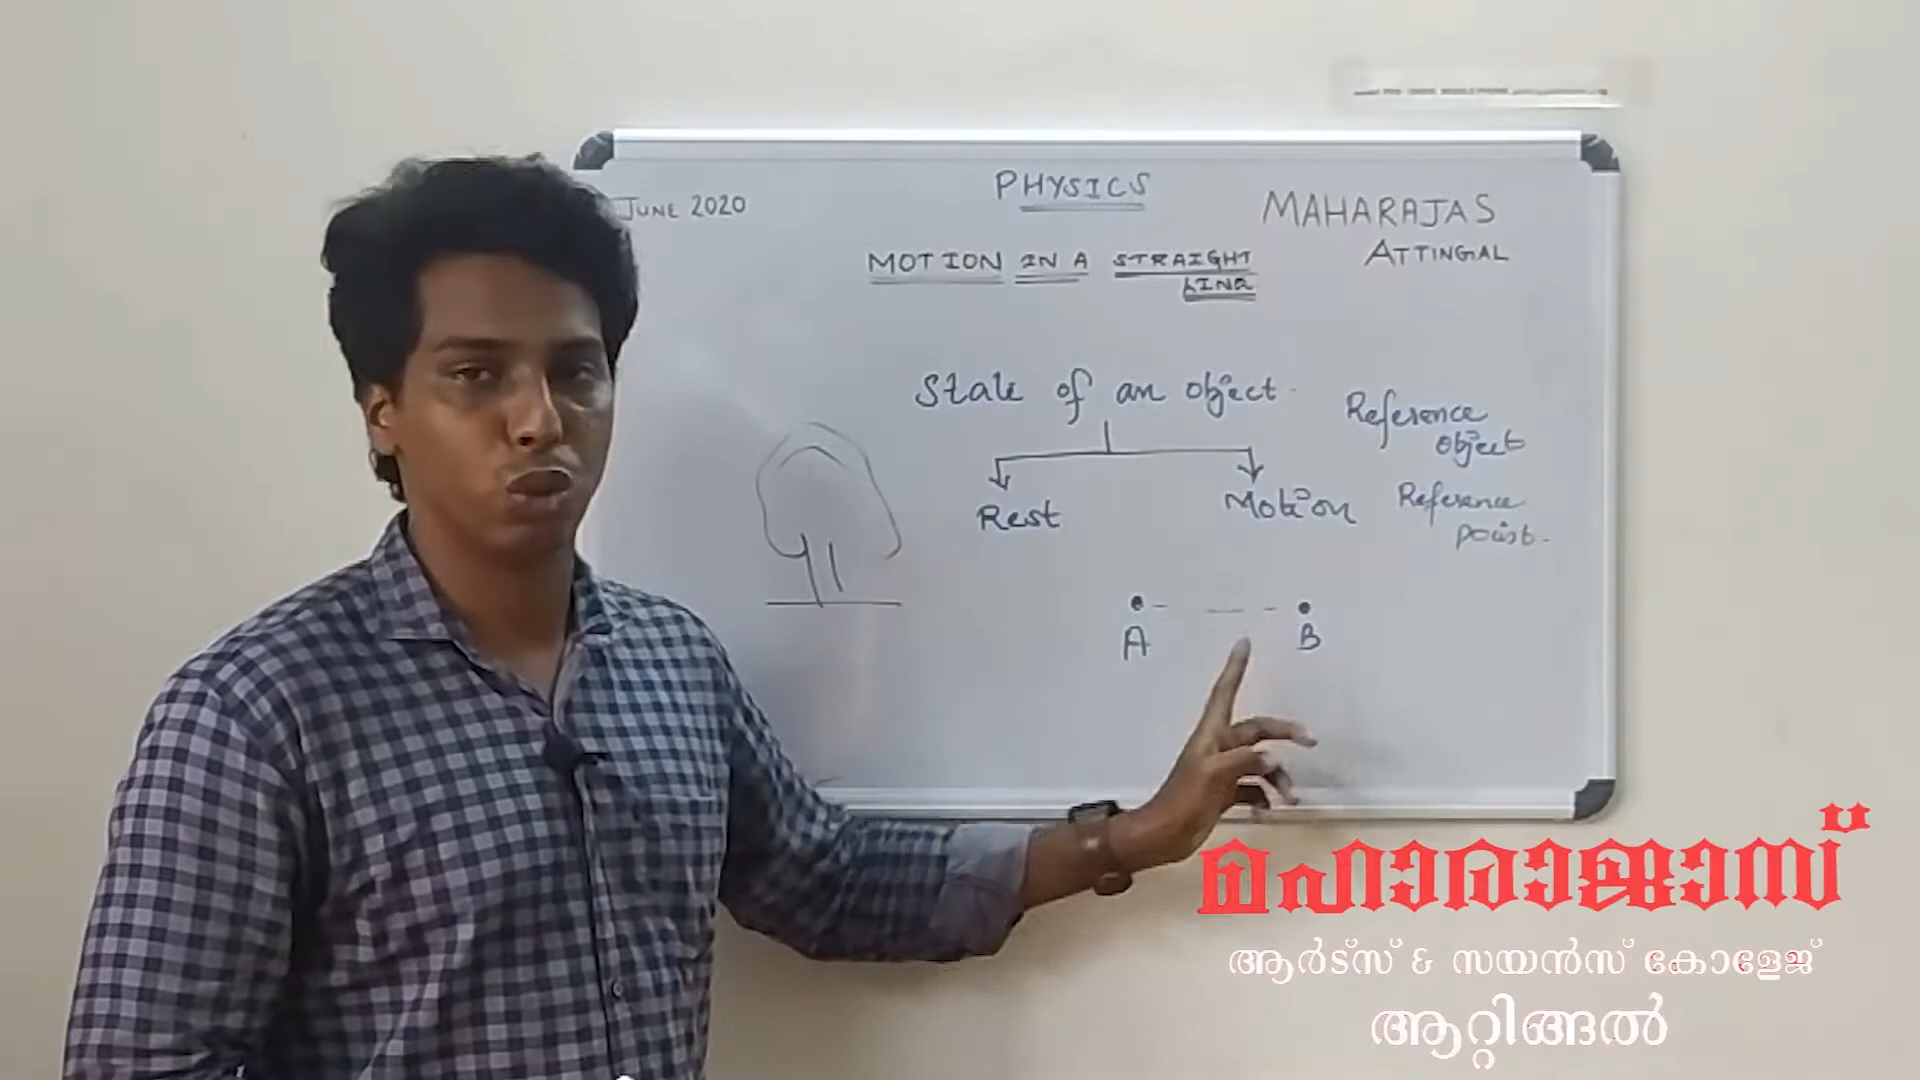 JUNE 2020
PHYSICS
MAHARAJAS
ATTINGAL
MOTION IN A STRAIGHT
LINE
State of an object.
Reference
object
Rest
Motion
Reference
point.
A
B
മഹാരാജാസ്
ആർട്സ് & സയൻസ് കോളേജ്
ആറ്റിങ്ങൽ